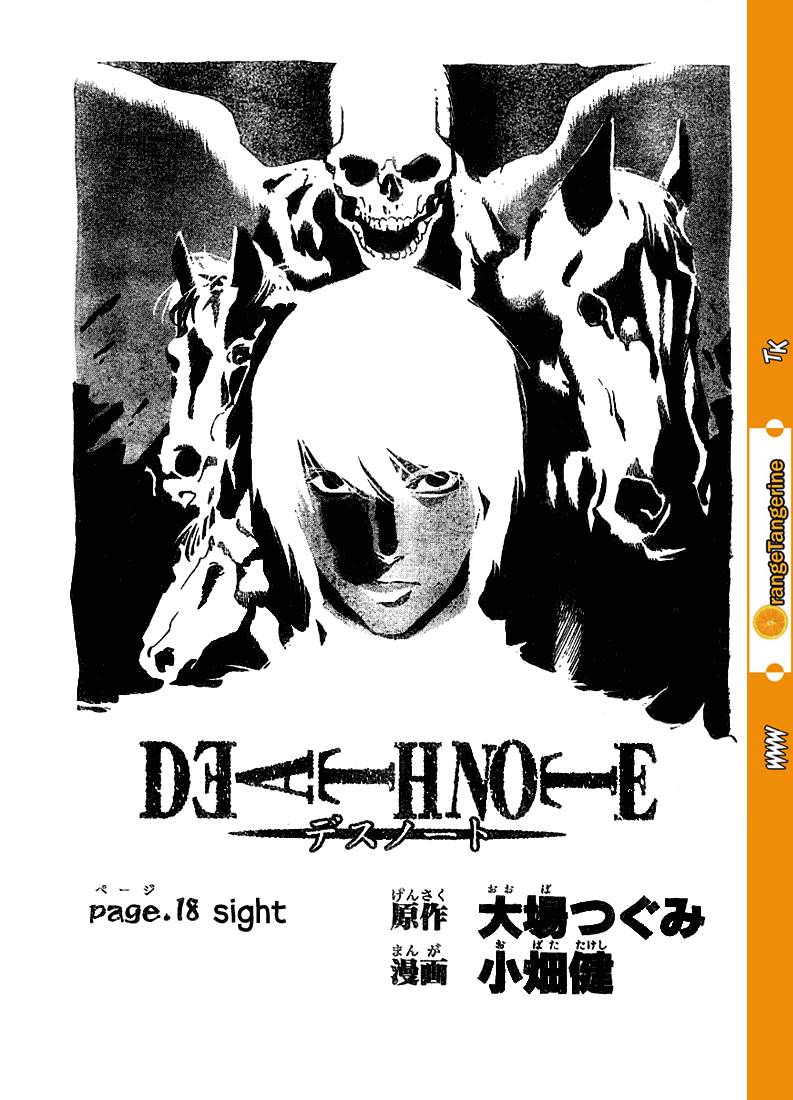 DEATH NOTE
デスノート
ページ
page.18 sight
げんさく おおば
原作 大場つぐみ
まんが おばたたけし
漫画 小畑健
TK
OrangeTangerine
www